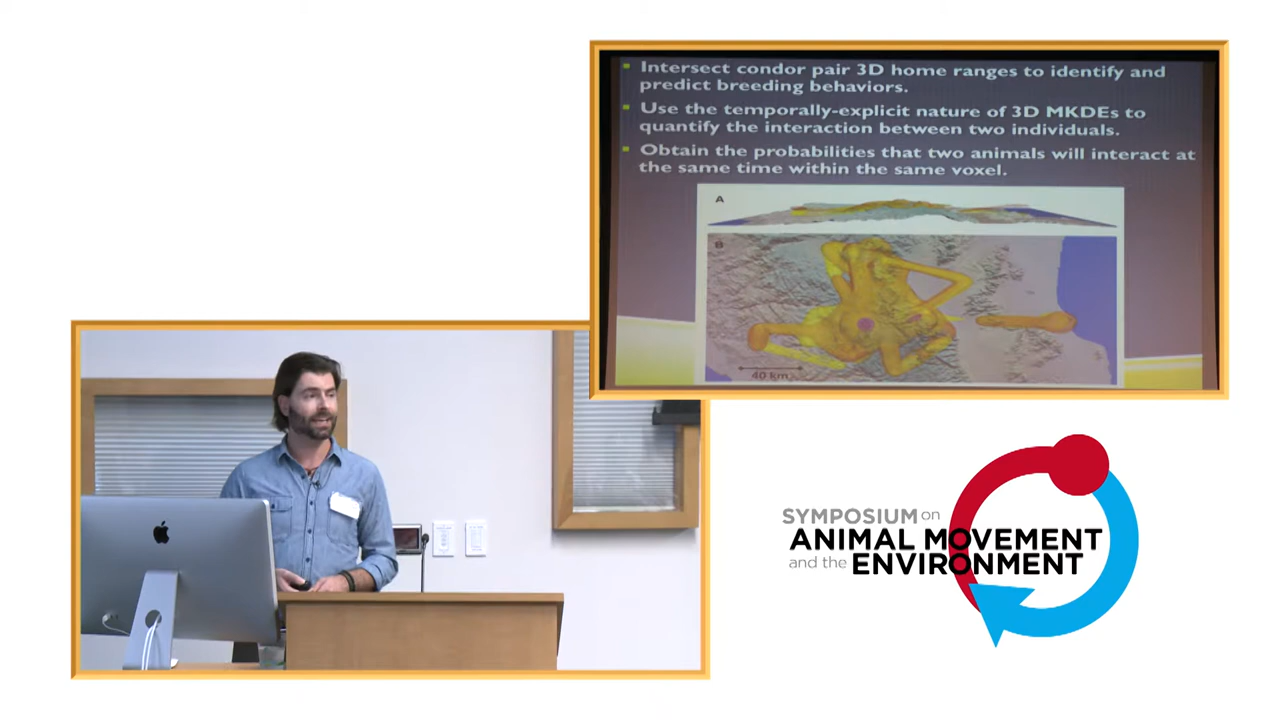 Intersect condor pair 3D home ranges to identify and
predict breeding behaviors.
Use the temporally-explicit nature of 3D MKDEs to
quantify the interaction between two individuals.
Obtain the probabilities that two animals will interact at
the same time within the same voxel.
A
B
40 km
SYMPOSIUM on
ANIMAL MOVEMENT
and the ENVIRONMENT